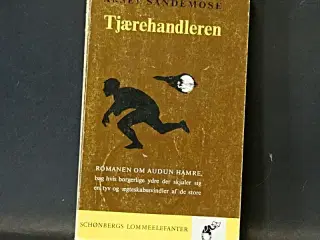 AKSEL SANDEMOSE
Tjærehandleren
ROMANEN OM AUDUN HAMRE,
bag hvis borgerlige ydre der skjuler sig
en tyv og ægteskabssvindler af de store
SCHØNBERGS LOMMEELEFANTER